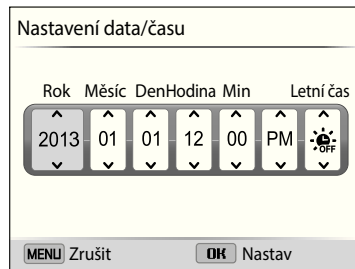 Nastavení data/času
Rok Měsíc DenHodina Min Letní čas
2013 01 01 12 00 PM OFF
MENU Zrušit OK Nastav